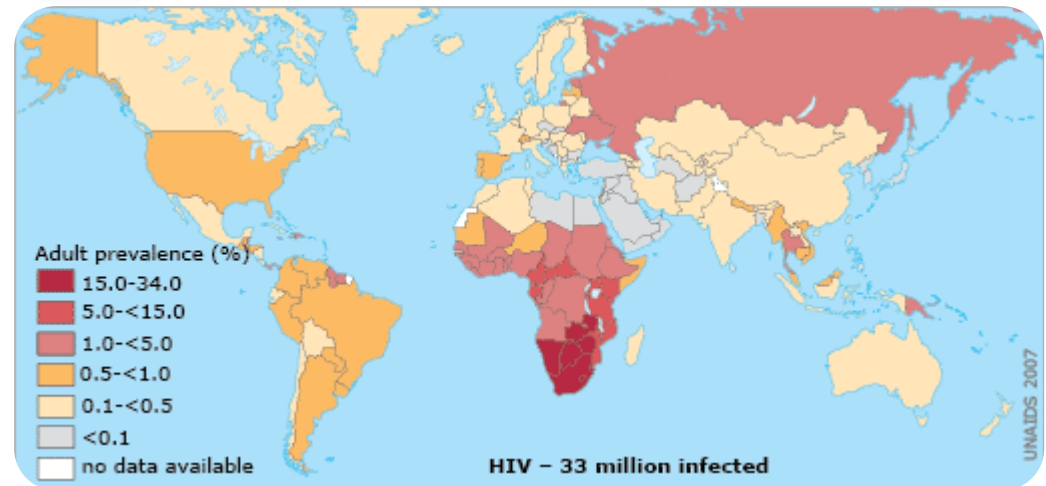 Adult prevalence (%)
15.0-34.0
5.0-<15.0
1.0-<5.0
0.5-<1.0
0.1-<0.5
<0.1
no data available
HIV – 33 million infected
UNAIDS 2007